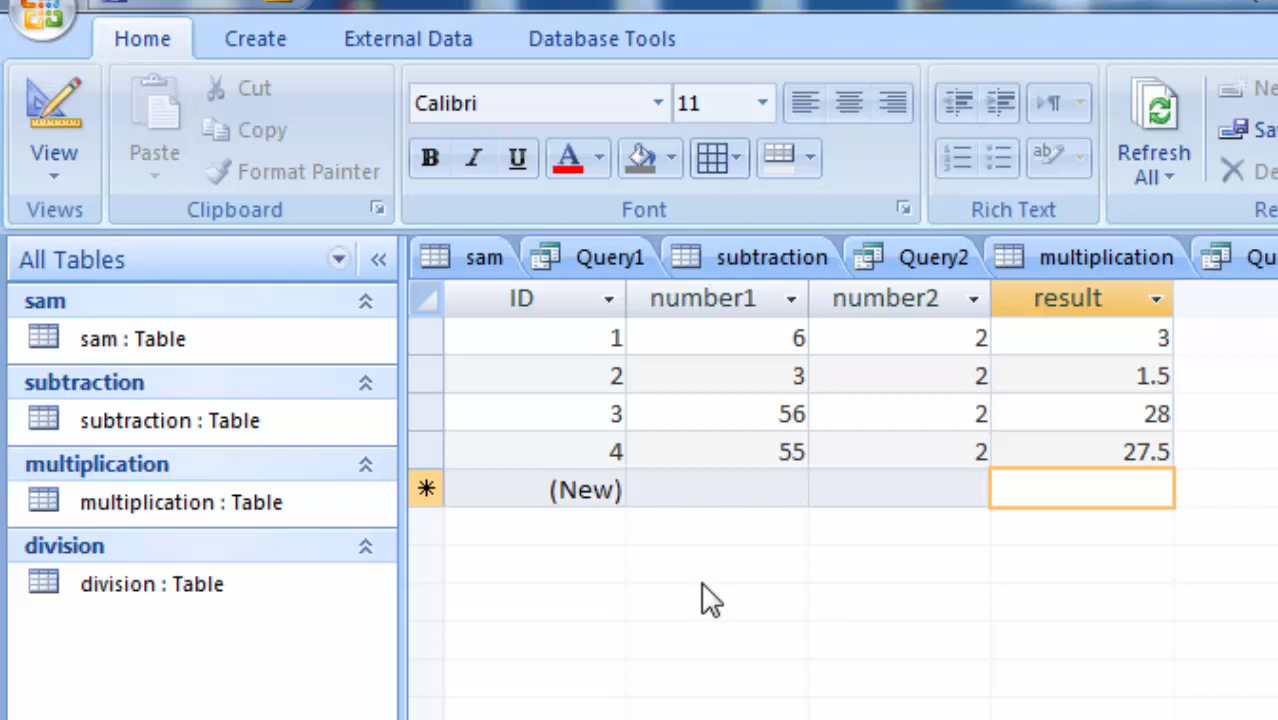 Home Create External Data Database Tools
Cut
Calibri 11
Copy
View Paste Format Painter B I U A ab Refresh All
Views Clipboard Font Rich Text
All Tables «
sam Query1 subtraction Query2 multiplication
sam
sam : Table
subtraction
subtraction : Table
multiplication
multiplication : Table
division
division : Table
ID number1 number2 result
1 6 2 3
2 3 2 1.5
3 56 2 28
4 55 2 27.5
* (New)